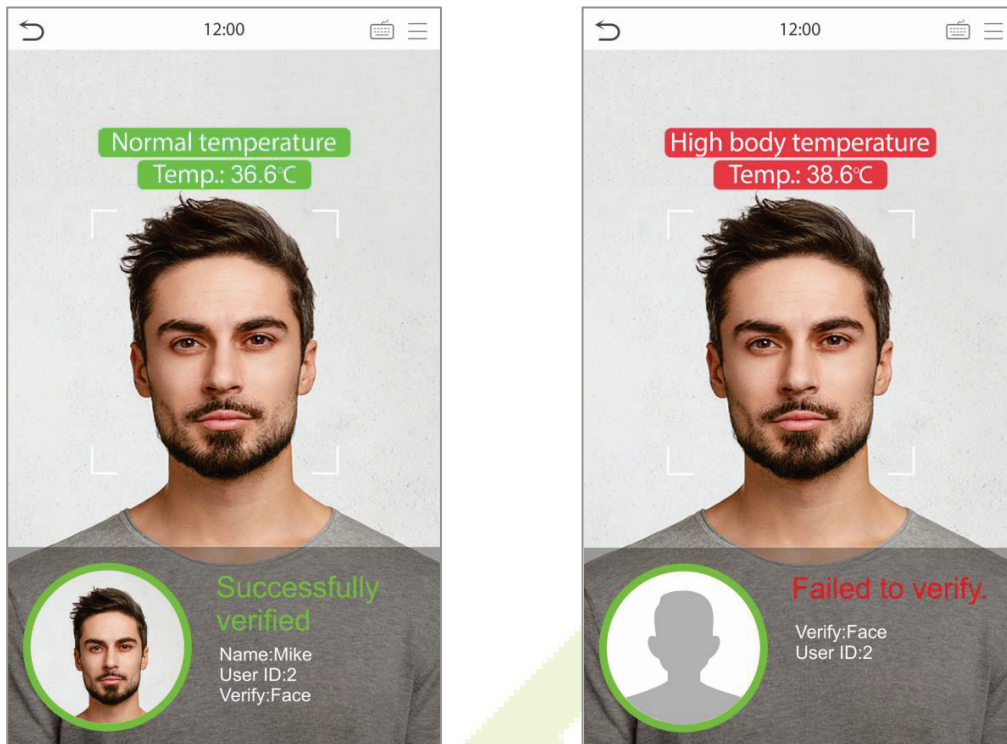 12:00
Normal temperature
Temp.: 36.6°C
Successfully
verified
Name:Mike
User ID:2
Verify:Face
12:00
High body temperature
Temp.: 38.6°C
Failed to verify.
Verify:Face
User ID:2